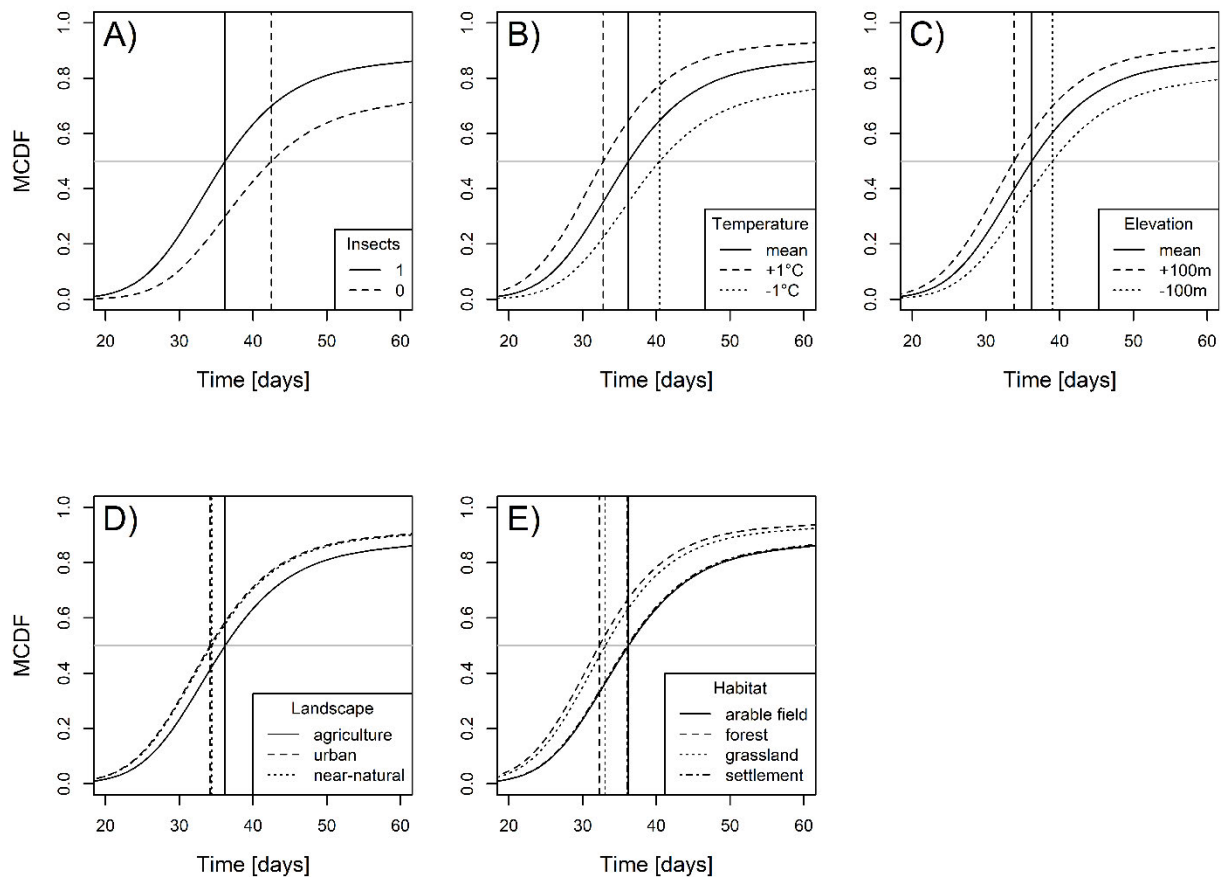 A)
MCDF
0.0 0.2 0.4 0.6 0.8 1.0
Insects
1
0
20 30 40 50 60
Time [days]
B)
0.0 0.2 0.4 0.6 0.8 1.0
Temperature
mean
+1°C
-1°C
20 30 40 50 60
Time [days]
C)
0.0 0.2 0.4 0.6 0.8 1.0
Elevation
mean
+100m
-100m
20 30 40 50 60
Time [days]
D)
MCDF
0.0 0.2 0.4 0.6 0.8 1.0
Landscape
agriculture
urban
near-natural
20 30 40 50 60
Time [days]
E)
0.0 0.2 0.4 0.6 0.8 1.0
Habitat
arable field
forest
grassland
settlement
20 30 40 50 60
Time [days]